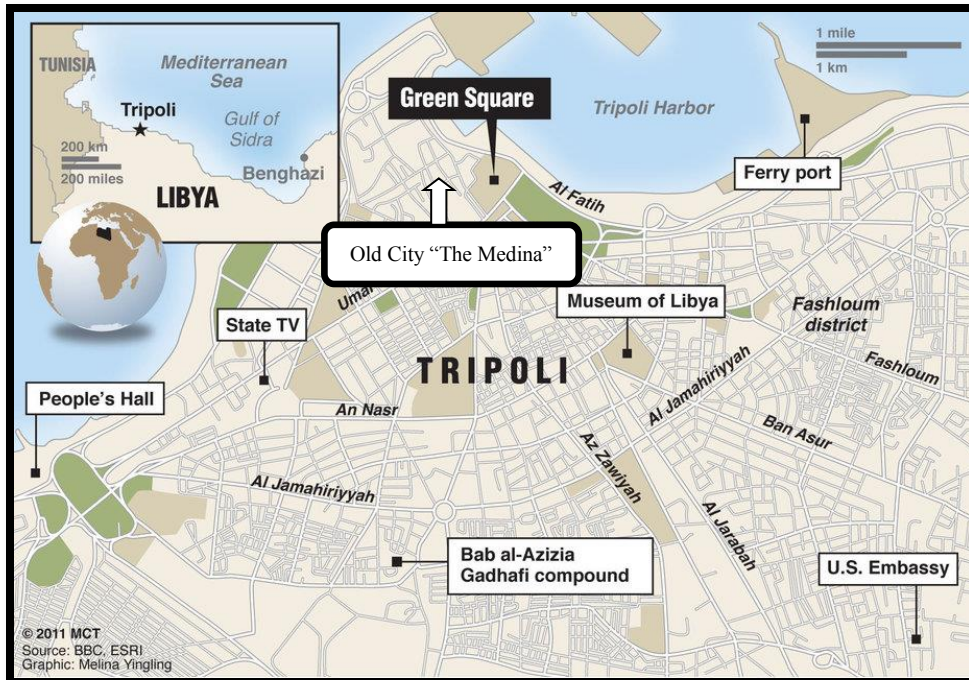 TUNISIA
Mediterranean
Sea
Tripoli
Gulf of
Sidra
Benghazi
200 km
200 miles
LIBYA
1 mile
1 km
Green Square
Tripoli Harbor
Ferry port
Al Fatih
Old City “The Medina”
Umar
State TV
Museum of Libya
Fashloum
district
TRIPOLI
Fashloum
People's Hall
An Nasr
Al Jamahiriyyah
Ban Asur
Al Jamahiriyyah
Az Zawiyah
Al Jarabah
Bab al-Azizia
Gadhafi compound
U.S. Embassy
© 2011 MCT
Source: BBC, ESRI
Graphic: Melina Yingling